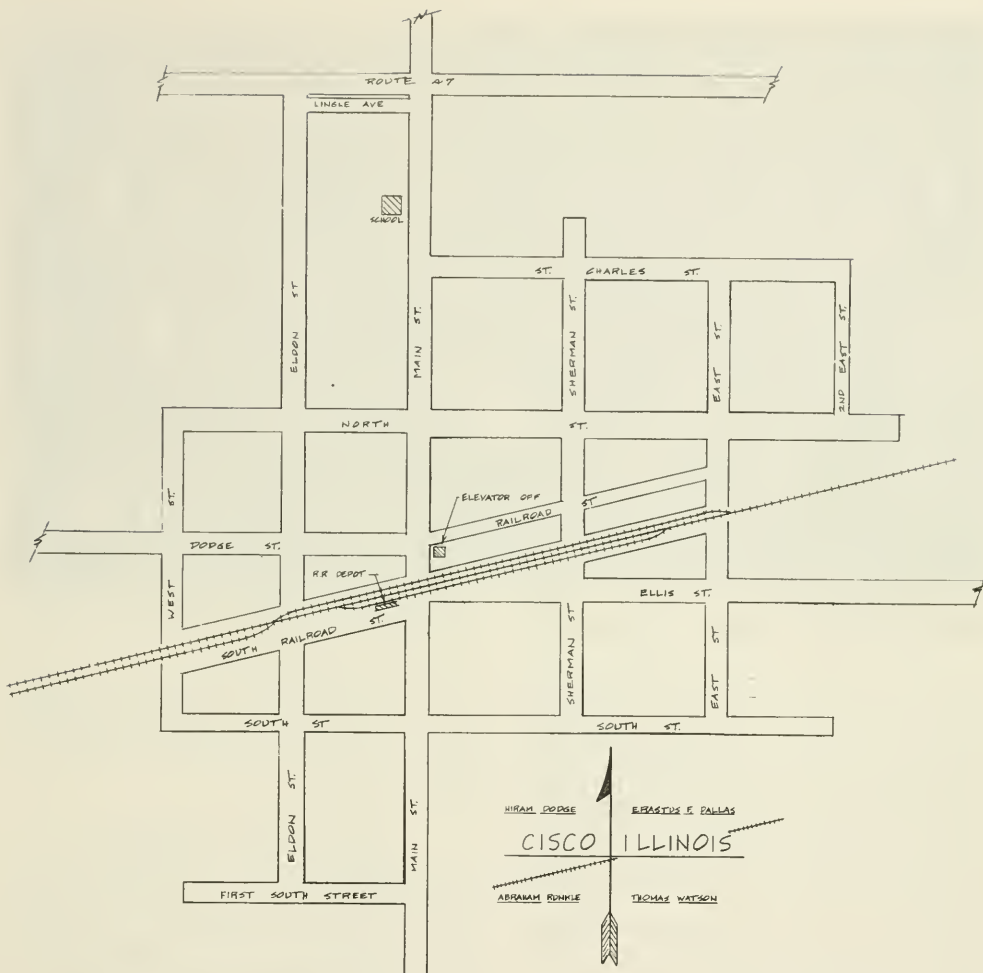 N
ROUTE 47
LINGLE AVE
SCHOOL
ST. CHARLES ST.
ELDON ST
MAIN ST.
SHERMAN ST.
EAST ST.
2ND EAST ST.
NORTH ST.
WEST ST.
ELEVATOR OFF
RAILROAD ST
DODGE ST.
R.R. DEPOT
ELLIS ST.
SOUTH RAILROAD ST.
SHERMAN ST
EAST ST
SOUTH ST
SOUTH ST.
ELDON ST.
MAIN ST.
HIRAM DODGE
ERASTUS F. DALLAS
CISCO ILLINOIS
ABRAHAM RUNKLE
THOMAS WATSON
FIRST SOUTH STREET